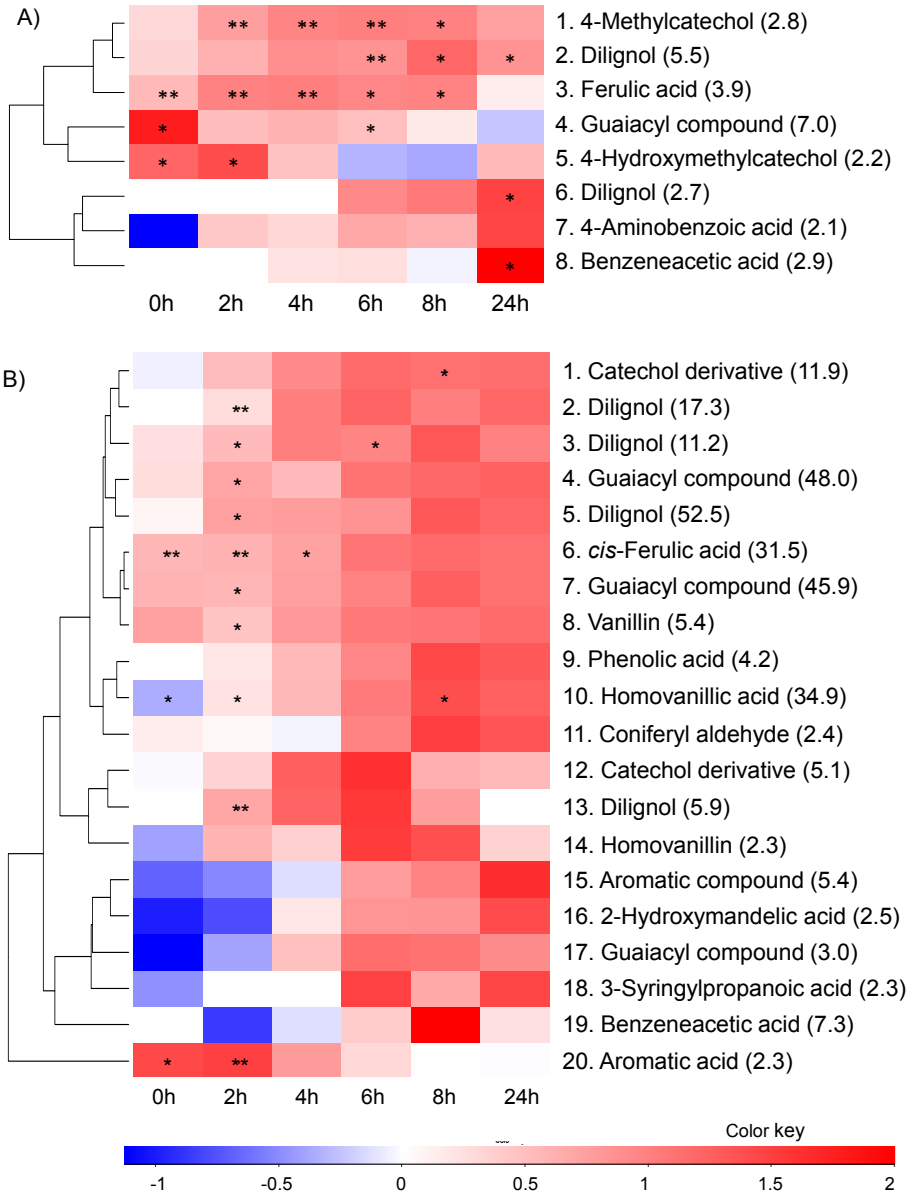 A)
** ** ** * 1. 4-Methylcatechol (2.8)
** * * 2. Dilignol (5.5)
** ** ** * * 3. Ferulic acid (3.9)
* * 4. Guaiacyl compound (7.0)
* * 5. 4-Hydroxymethylcatechol (2.2)
* 6. Dilignol (2.7)
7. 4-Aminobenzoic acid (2.1)
* 8. Benzeneacetic acid (2.9)
0h 2h 4h 6h 8h 24h
B)
* 1. Catechol derivative (11.9)
** 2. Dilignol (17.3)
* * 3. Dilignol (11.2)
* 4. Guaiacyl compound (48.0)
* 5. Dilignol (52.5)
** ** * 6. cis-Ferulic acid (31.5)
* 7. Guaiacyl compound (45.9)
* 8. Vanillin (5.4)
9. Phenolic acid (4.2)
* * * 10. Homovanillic acid (34.9)
11. Coniferyl aldehyde (2.4)
12. Catechol derivative (5.1)
** 13. Dilignol (5.9)
14. Homovanillin (2.3)
15. Aromatic compound (5.4)
16. 2-Hydroxymandelic acid (2.5)
17. Guaiacyl compound (3.0)
18. 3-Syringylpropanoic acid (2.3)
19. Benzeneacetic acid (7.3)
* ** 20. Aromatic acid (2.3)
0h 2h 4h 6h 8h 24h
Color key
-1 -0.5 0 0.5 1 1.5 2